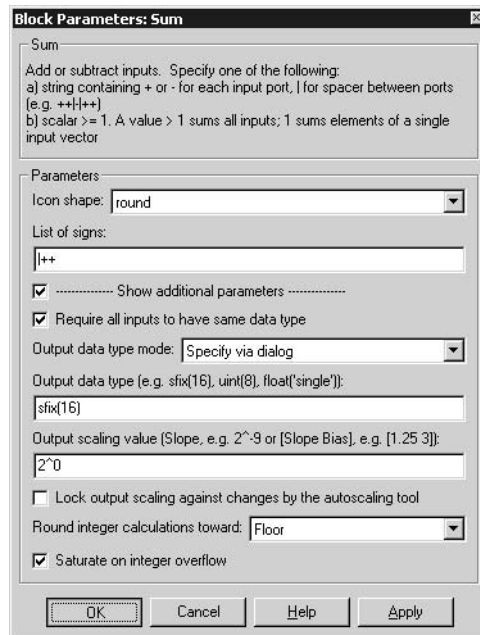 Block Parameters: Sum
Sum
Add or subtract inputs. Specify one of the following:
a) string containing + or - for each input port, | for spacer between ports
(e.g. ++|-|++)
b) scalar >= 1. A value > 1 sums all inputs; 1 sums elements of a single
input vector
Parameters
Icon shape: round
List of signs:
|++
-------------- Show additional parameters --------------
Require all inputs to have same data type
Output data type mode: Specify via dialog
Output data type (e.g. sfix(16), uint(8), float('single')):
sfix(16)
Output scaling value (Slope, e.g. 2^-9 or [Slope Bias], e.g. [1.25 3]):
2^0
Lock output scaling against changes by the autoscaling tool
Round integer calculations toward: Floor
Saturate on integer overflow
OK Cancel Help Apply